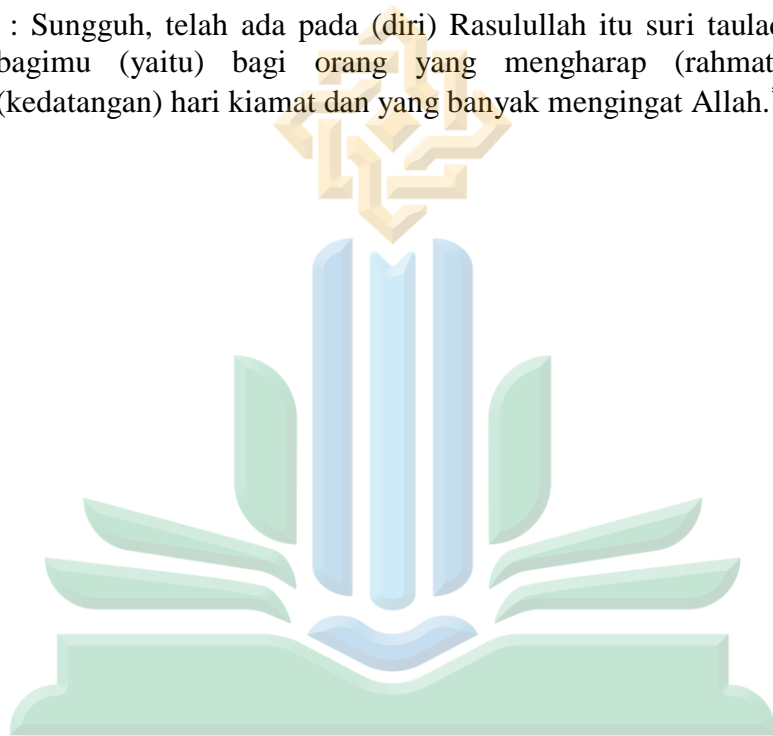 : Sungguh, telah ada pada (diri) Rasulullah itu suri
bagimu (yaitu) bagi orang yang mengharap (rahmat
(kedatangan) hari kiamat dan yang banyak mengingat Allah.